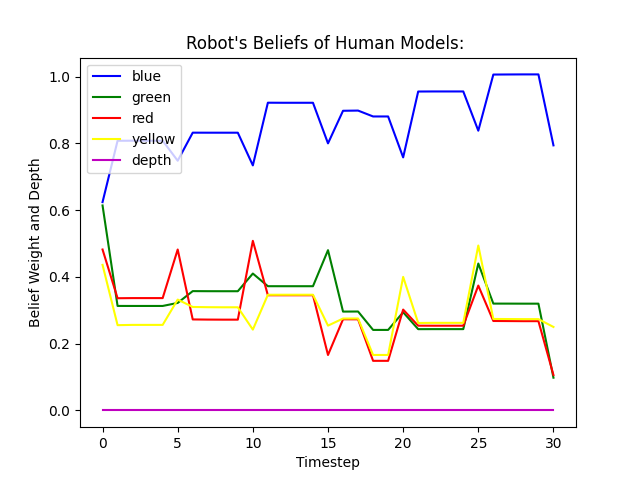 Robot's Beliefs of Human Models:
blue
green
red
yellow
depth
Belief Weight and Depth
1.0
0.8
0.6
0.4
0.2
0.0
0 5 10 15 20 25 30
Timestep